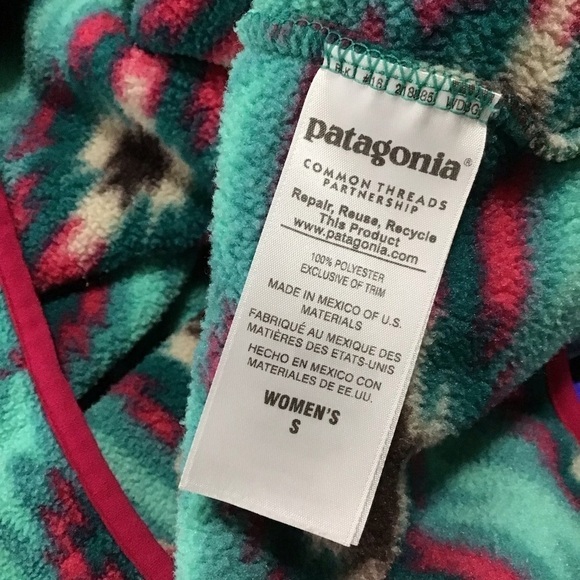 patagonia®
COMMON THREADS
PARTNERSHIP
Repair, Reuse, Recycle
This Product
www.patagonia.com
100% POLYESTER
EXCLUSIVE OF TRIM
MADE IN MEXICO OF U.S.
MATERIALS
FABRIQUÉ AU MEXIQUE DES
MATIÈRES DES ETATS-UNIS
HECHO EN MEXICO CON
MATERIALES DE EE.UU.
WOMEN'S
S